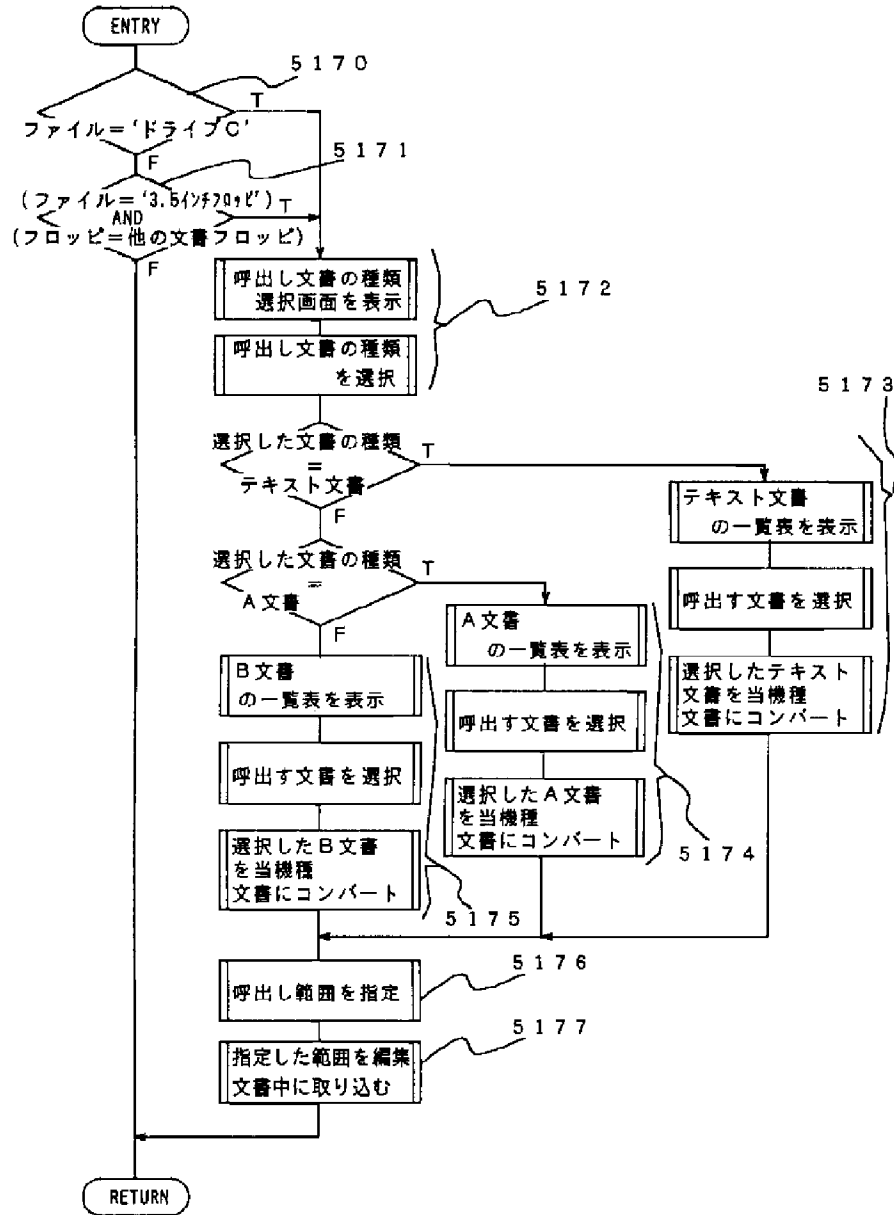 ENTRY
5170
T
ファイル='ドライブC'
F
5171
(ファイル='3.5インチフロッピ')
T
AND
(フロッピ=他の文書フロッピ)
F
呼出し文書の種類
選択画面を表示
5172
呼出し文書の種類
を選択
5173
選択した文書の種類
=
テキスト文書
T
F
テキスト文書
の一覧表を表示
呼出す文書を選択
選択したテキスト
文書を当機種
文書にコンバート
選択した文書の種類
=
A文書
T
F
A文書
の一覧表を表示
呼出す文書を選択
選択したA文書
を当機種
文書にコンバート
5174
B文書
の一覧表を表示
呼出す文書を選択
選択したB文書
を当機種
文書にコンバート
5175
呼出し範囲を指定
5176
指定した範囲を編集
文書中に取り込む
5177
RETURN